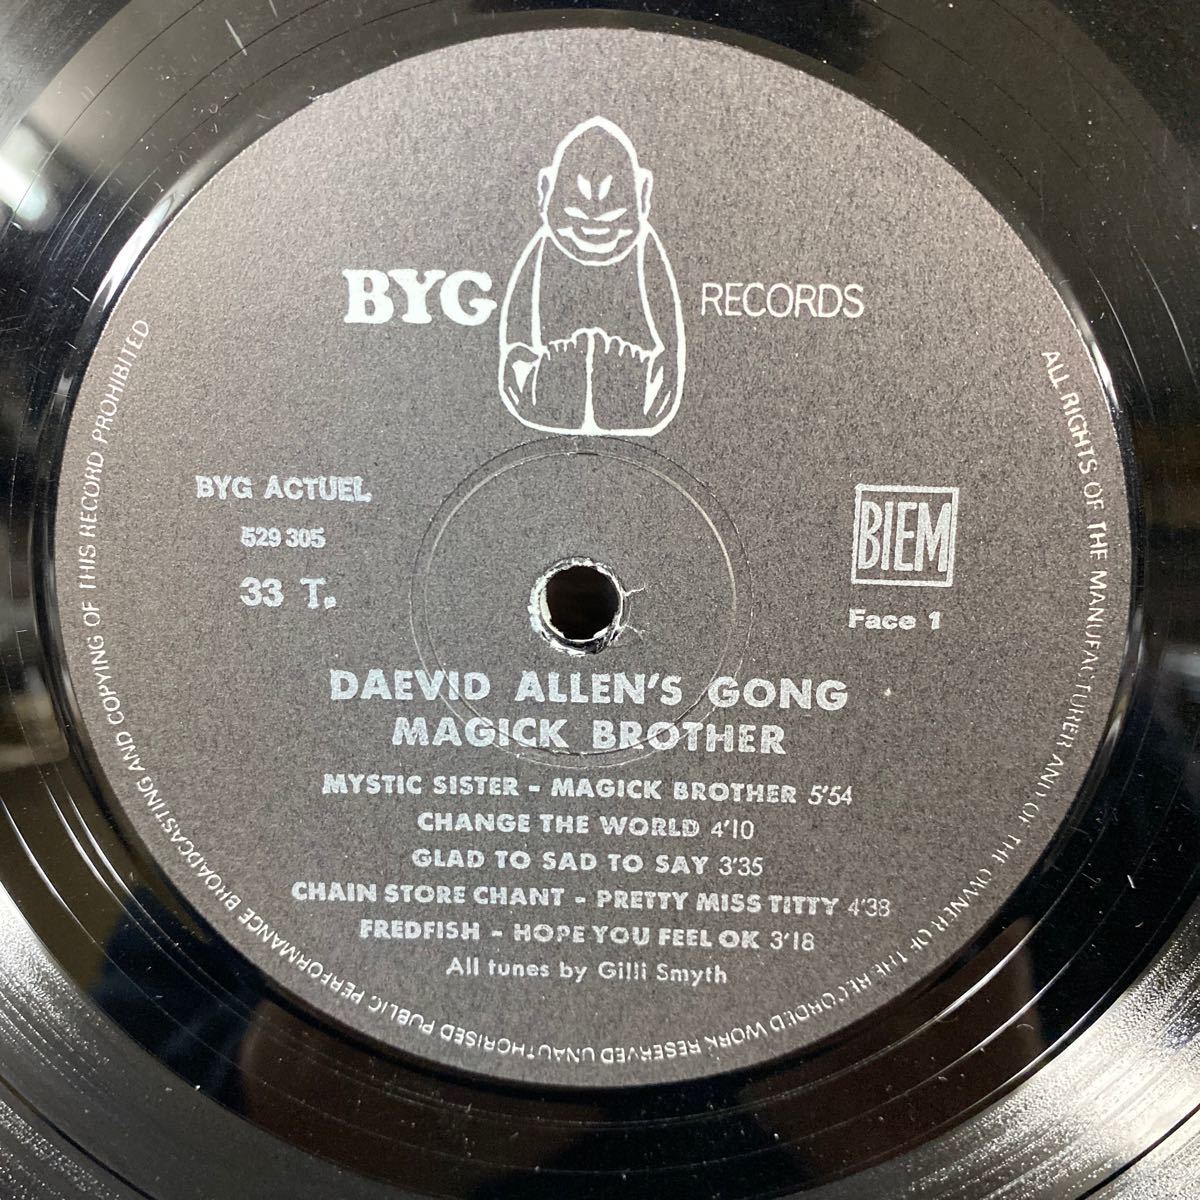 BYG RECORDS
BYG ACTUEL
529 305
33 T.
BIEM
Face 1
DAEVID ALLEN'S GONG
MAGICK BROTHER
MYSTIC SISTER - MAGICK BROTHER 5'54
CHANGE THE WORLD 4'10
GLAD TO SAD TO SAY 3'35
CHAIN STORE CHANT - PRETTY MISS TITTY 4'38
FREDFISH - HOPE YOU FEEL OK 3'18
All tunes by Gilli Smyth
ALL RIGHTS OF THE MANUFACTURER AND OF THE OWNER OF THE RECORDED WORK RESERVED UNAUTHORISED PUBLIC PERFORMANCE BROADCASTING AND COPYING OF THIS RECORD PROHIBITED